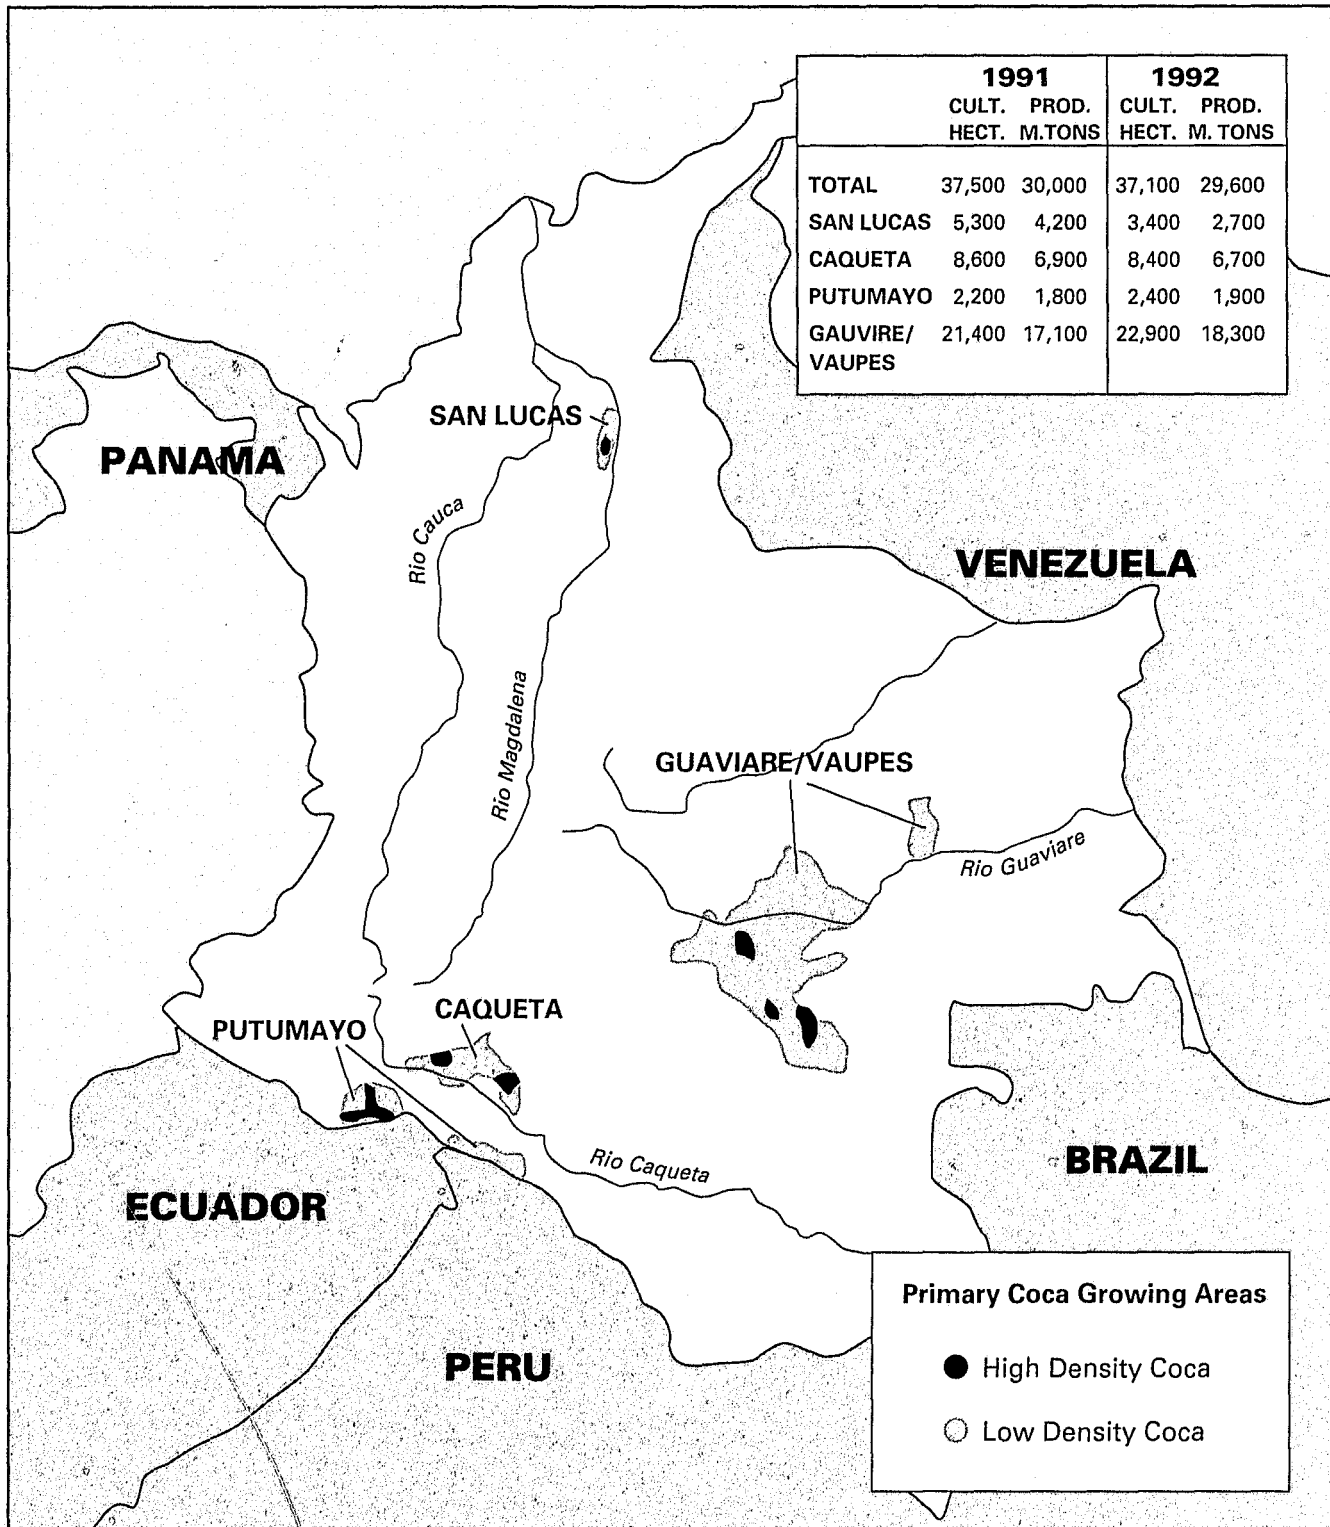 1991 1992
CULT. PROD. CULT. PROD.
HECT. M.TONS HECT. M. TONS
TOTAL 37,500 30,000 37,100 29,600
SAN LUCAS 5,300 4,200 3,400 2,700
CAQUETA 8,600 6,900 8,400 6,700
PUTUMAYO 2,200 1,800 2,400 1,900
GAUVIRE/ 21,400 17,100 22,900 18,300
VAUPES
SAN LUCAS
PANAMA
Rio Cauca
VENEZUELA
Rio Magdalena
GUAVIARE/VAUPES
Rio Guaviare
CAQUETA
PUTUMAYO
Rio Caqueta
BRAZIL
ECUADOR
PERU
Primary Coca Growing Areas
High Density Coca
Low Density Coca